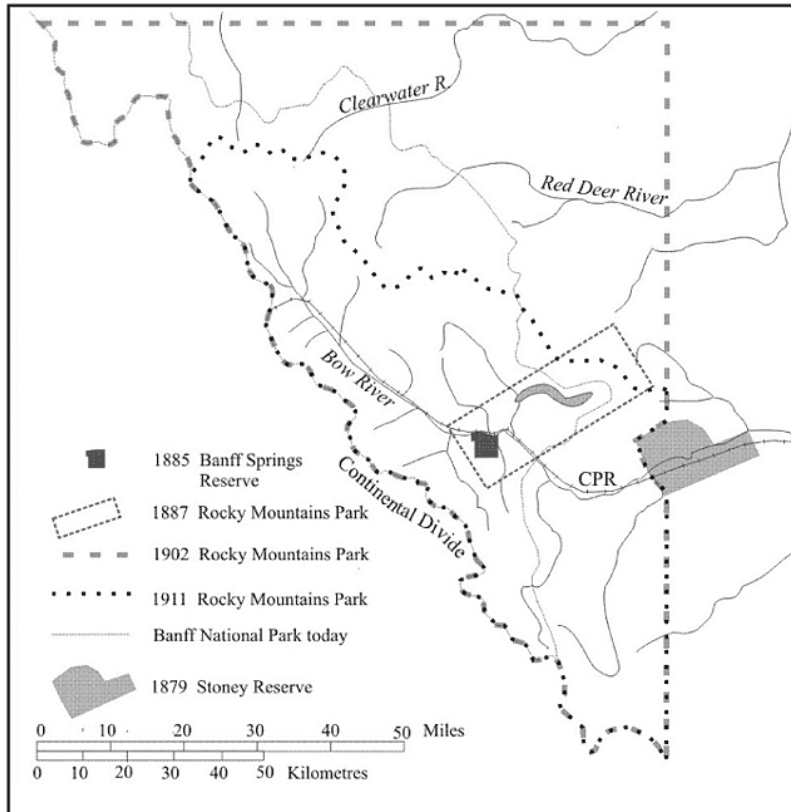 Clearwater R.
Red Deer River
Bow River
Continental Divide
CPR
1885 Banff Springs
Reserve
1887 Rocky Mountains Park
1902 Rocky Mountains Park
1911 Rocky Mountains Park
Banff National Park today
1879 Stoney Reserve
0 10 20 30 40 50 Miles
0 10 20 30 40 50 Kilometres